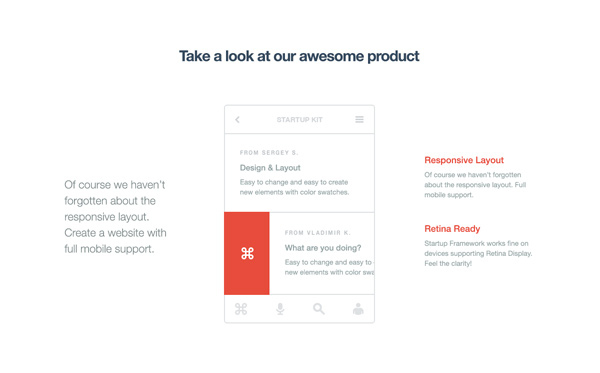 Take a look at our awesome product
Of course we haven't
forgotten about the
responsive layout.
Create a website with
full mobile support.
STARTUP KIT
FROM SERGEY S.
Design & Layout
Easy to change and easy to create
new elements with color swatches.
FROM VLADIMIR K.
What are you doing?
Easy to change and easy to
new elements with color swa
Responsive Layout
Of course we haven't forgotten
about the responsive layout. Full
mobile support.
Retina Ready
Startup Framework works fine on
devices supporting Retina Display.
Feel the clarity!